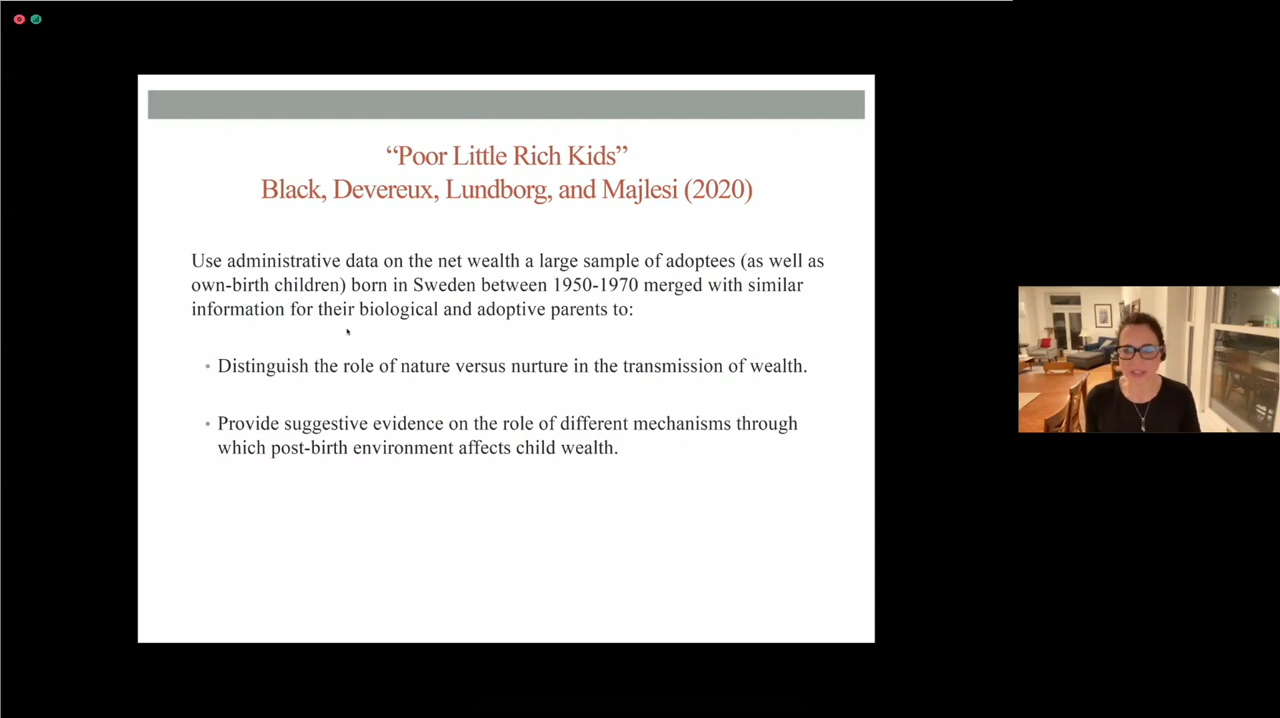 “Poor Little Rich Kids”
Black, Devereux, Lundborg, and Majlesi (2020)
Use administrative data on the net wealth a large sample of adoptees (as well as
own-birth children) born in Sweden between 1950-1970 merged with similar
information for their biological and adoptive parents to:
• Distinguish the role of nature versus nurture in the transmission of wealth.
• Provide suggestive evidence on the role of different mechanisms through
which post-birth environment affects child wealth.